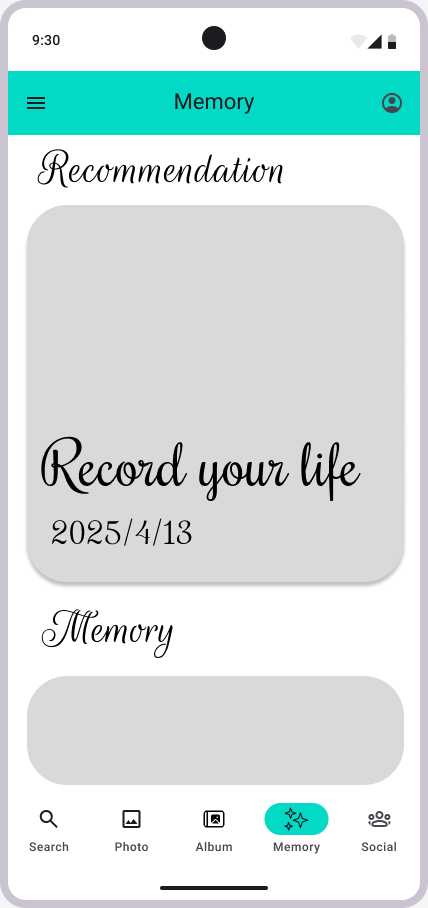 9:30
Memory
Recommendation
Record your life
2025/4/13
Memory
Search Photo Album Memory Social